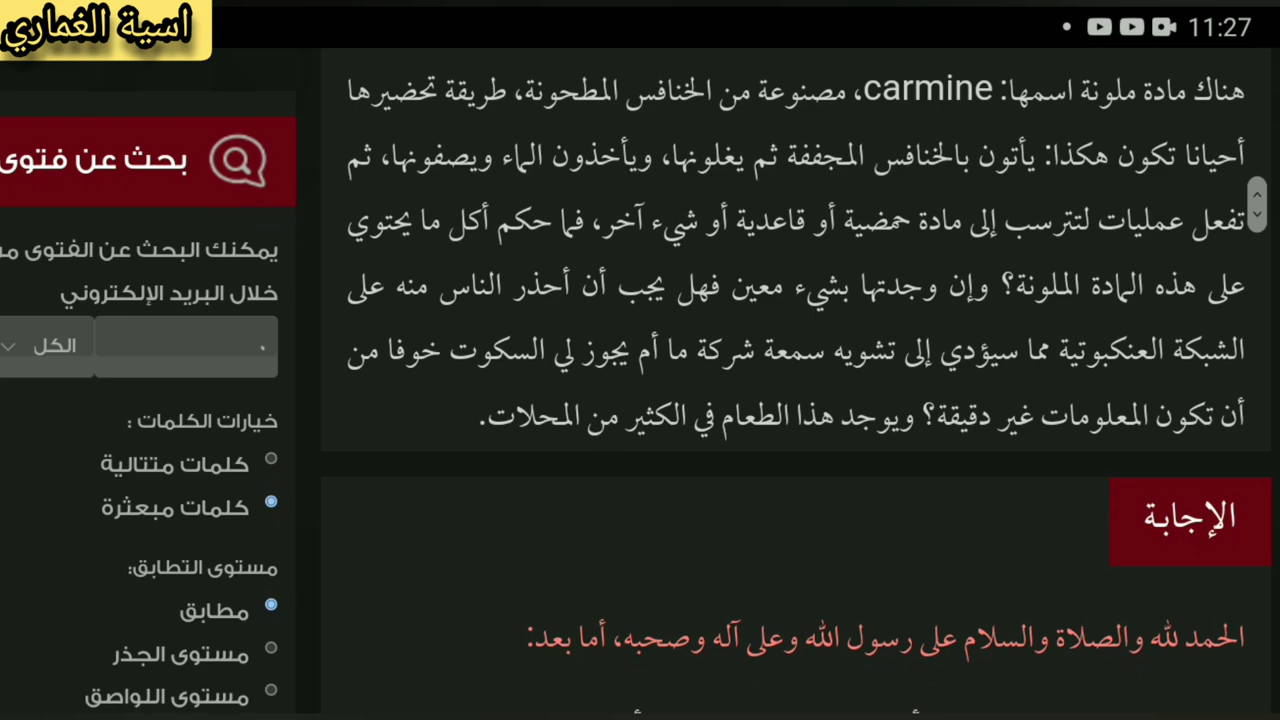 اسية الغماري
11:27
هناك مادة ملونة اسمها: carmine، مصنوعة من الخنافس المطحونة، طريقة تحضيرها
أحيانا تكون هكذا: يأتون بالخنافس المجففة ثم يغلونها، ويأخذون الماء ويصفونها، ثم
تفعل عمليات لتترسب إلى مادة حمضية أو قاعدية أو شيء آخر، فما حكم أكل ما يحتوي
على هذه المادة الملونة؟ وإن وجدتها بشيء معين فهل يجب أن أحذر الناس منه على
الشبكة العنكبوتية مما سيؤدي إلى تشويه سمعة شركة ما أم يجوز لي السكوت خوفا من
أن تكون المعلومات غير دقيقة؟ ويوجد هذا الطعام في الكثير من المحلات.
الإجابة
الحمد لله والصلاة والسلام على رسول الله وعلى آله وصحبه، أما بعد:
بحث عن فتوى
يمكنك البحث عن الفتوى
خلال البريد الإلكتروني
الكل
خيارات الكلمات :
كلمات متتالية
كلمات مبعثرة
مستوى التطابق:
مطابق
مستوى الجذر
مستوى اللواصق